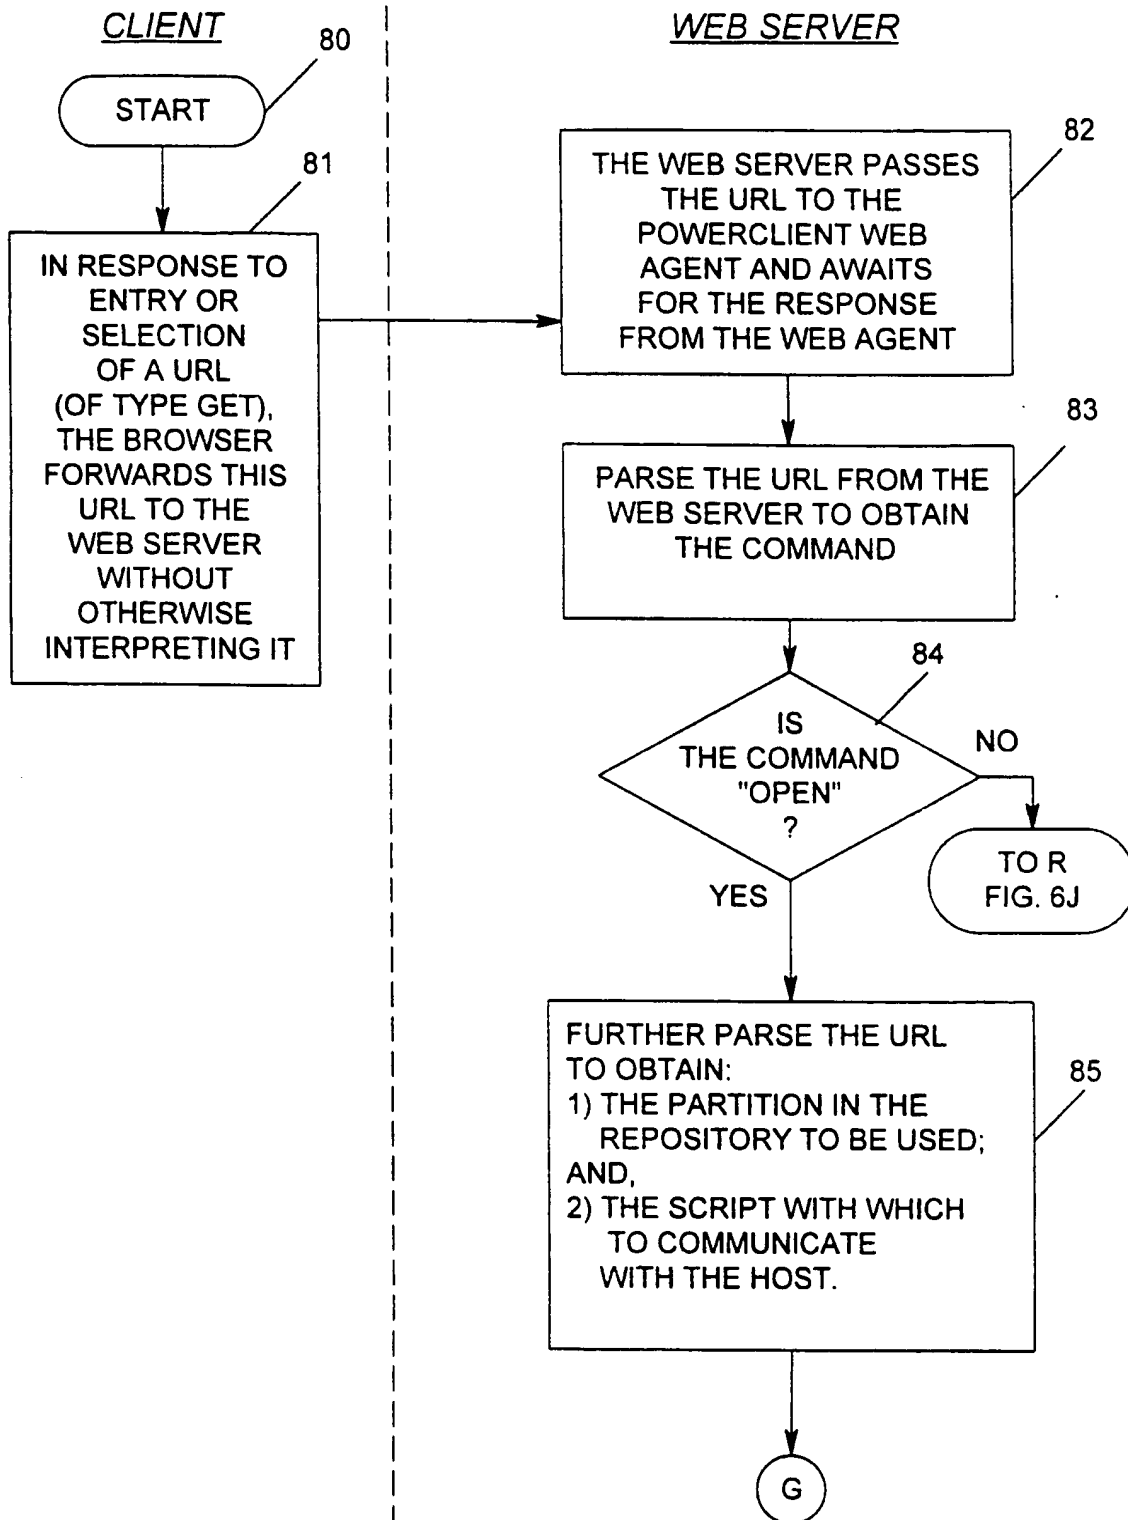 CLIENT
WEB SERVER
80
START
81
IN RESPONSE TO
ENTRY OR
SELECTION
OF A URL
(OF TYPE GET),
THE BROWSER
FORWARDS THIS
URL TO THE
WEB SERVER
WITHOUT
OTHERWISE
INTERPRETING IT
82
THE WEB SERVER PASSES
THE URL TO THE
POWERCLIENT WEB
AGENT AND AWAITS
FOR THE RESPONSE
FROM THE WEB AGENT
83
PARSE THE URL FROM THE
WEB SERVER TO OBTAIN
THE COMMAND
84
IS
THE COMMAND
"OPEN"
?
NO
TO R
FIG. 6J
YES
85
FURTHER PARSE THE URL
TO OBTAIN:
1) THE PARTITION IN THE
REPOSITORY TO BE USED;
AND,
2) THE SCRIPT WITH WHICH
TO COMMUNICATE
WITH THE HOST.
G